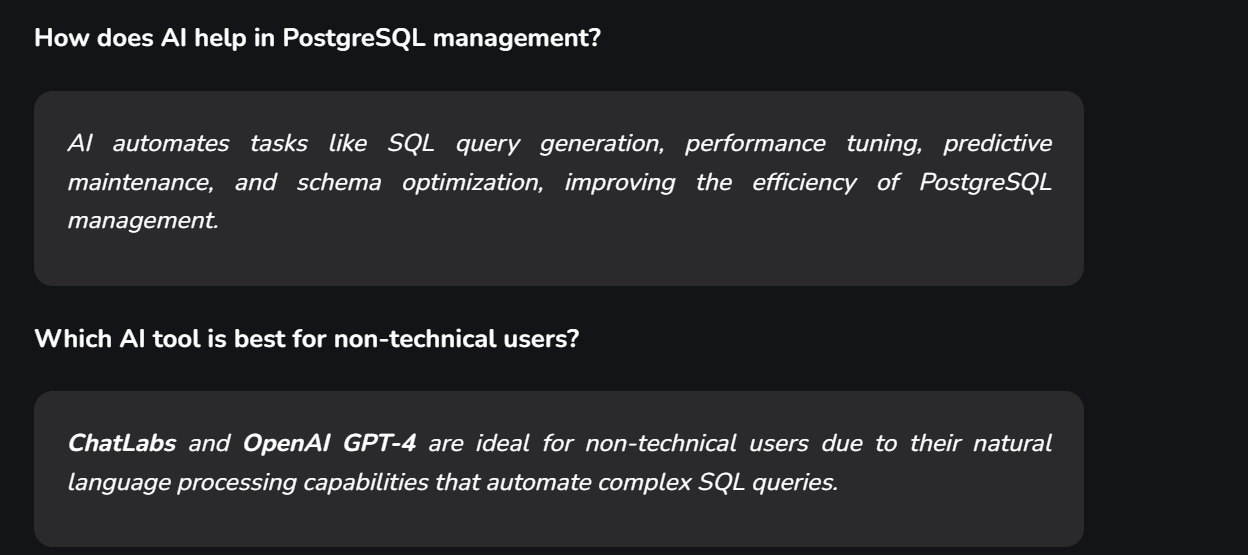 How does AI help in PostgreSQL management?
AI automates tasks like SQL query generation, performance tuning, predictive
maintenance, and schema optimization, improving the efficiency of PostgreSQL
management.
Which AI tool is best for non-technical users?
ChatLabs and OpenAI GPT-4 are ideal for non-technical users due to their natural
language processing capabilities that automate complex SQL queries.